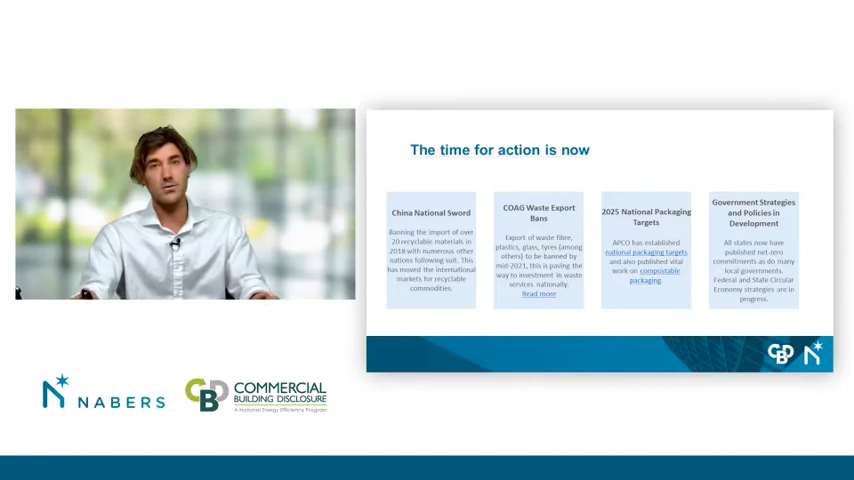 The time for action is now
China National Sword
Banning the import of over
20 recyclable materials in
2018 with numerous other
nations following suit. This
has moved the international
markets for recyclable
commodities.
COAG Waste Export
Bans
Export of waste fibre,
plastics, glass, tyres (among
others) to be banned by
mid-2021, this is paving the
way to investment in waste
services nationally.
Read more
2025 National Packaging
Targets
APCO has established
national packaging targets
and also published vital
work on compostable
packaging.
Government Strategies
and Policies in
Development
All states now have
published net-zero
commitments as do many
local governments.
Federal and State Circular
Economy strategies are in
progress.
CBD N
NABERS
CBD COMMERCIAL
BUILDING DISCLOSURE
A National Energy Efficiency Program